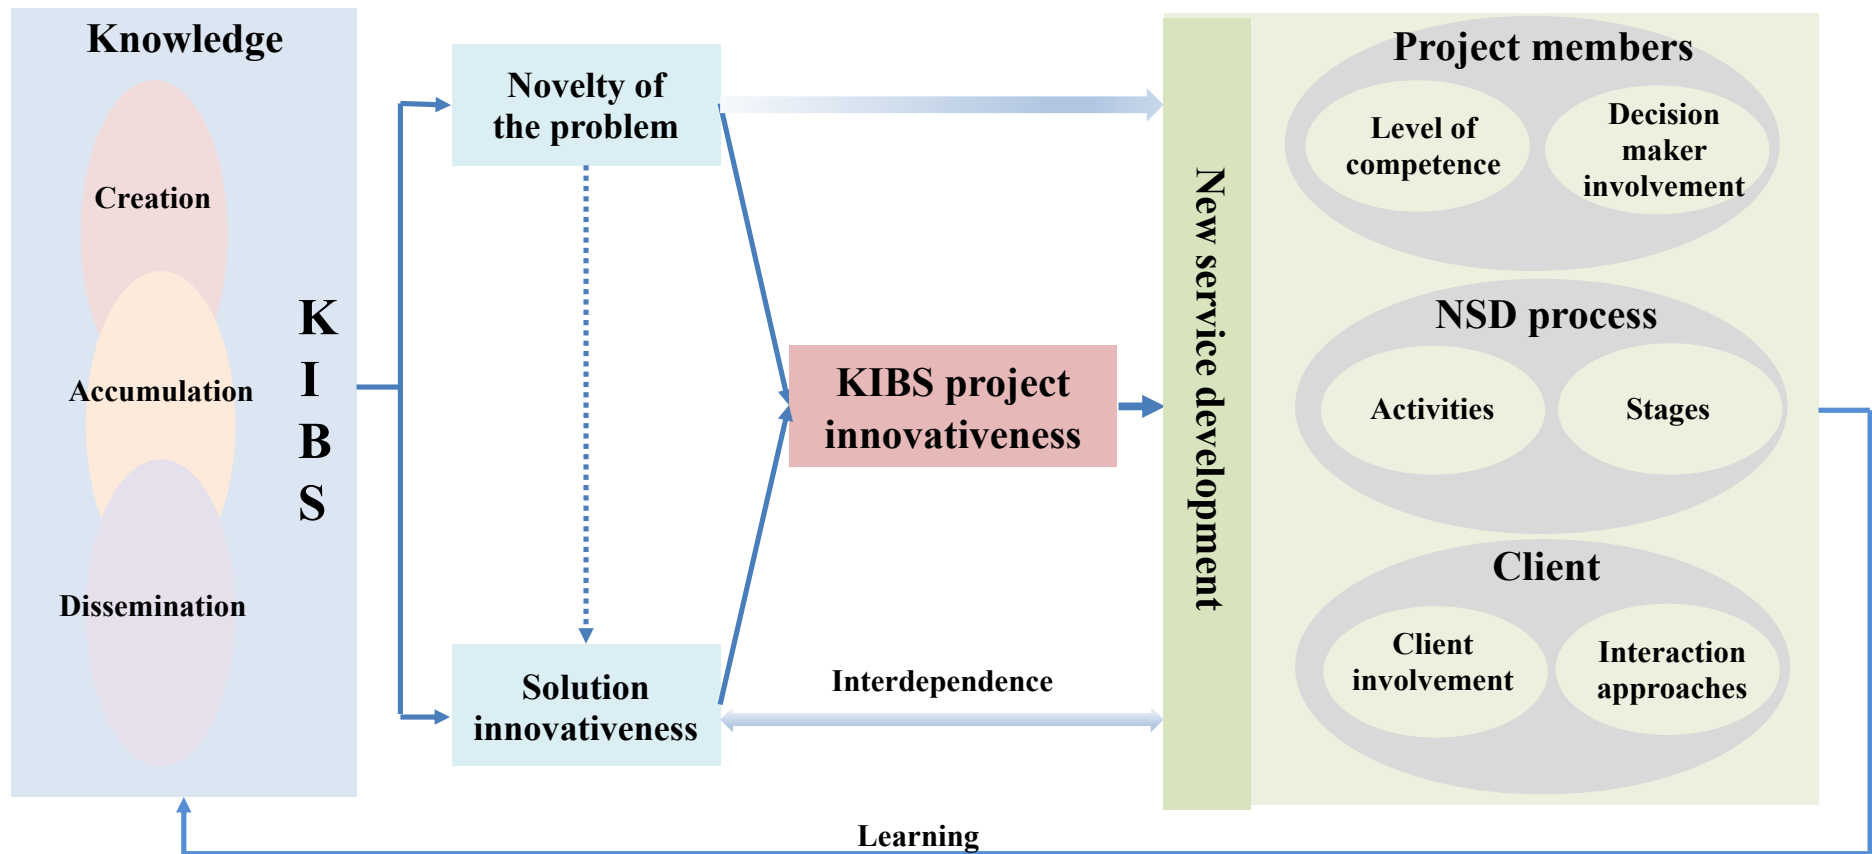 Knowledge
Creation
Accumulation
Dissemination
K
I
B
S
Novelty of
the problem
Solution
innovativeness
KIBS project
innovativeness
Interdependence
Learning
New service development
Project members
Level of
competence
Decision
maker
involvement
NSD process
Activities
Stages
Client
Client
involvement
Interaction
approaches